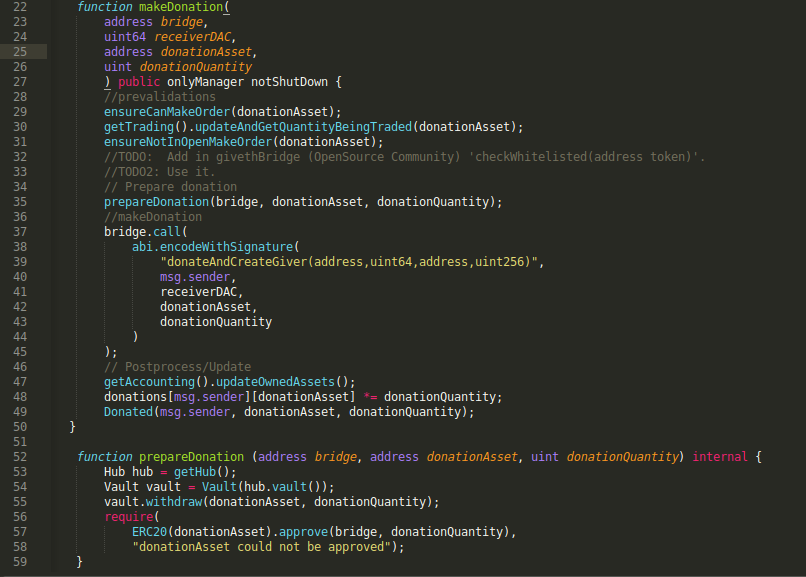 22 function makeDonation(
23 address bridge,
24 uint64 receiverDAC,
25 address donationAsset,
26 uint donationQuantity
27 ) public onlyManager notShutDown {
28 //prevalidations
29 ensureCanMakeOrder(donationAsset);
30 getTrading().updateAndGetQuantityBeingTraded(donationAsset);
31 ensureNotInOpenMakeOrder(donationAsset);
32 //TODO:  Add in givethBridge (OpenSource Community) 'checkWhitelisted(address token)'.
33 //TODO2: Use it.
34 // Prepare donation
35 prepareDonation(bridge, donationAsset, donationQuantity);
36 //makeDonation
37 bridge.call(
38 abi.encodeWithSignature(
39 "donateAndCreateGiver(address,uint64,address,uint256)",
40 msg.sender,
41 receiverDAC,
42 donationAsset,
43 donationQuantity
44 )
45 );
46 // Postprocess/Update
47 getAccounting().updateOwnedAssets();
48 donations[msg.sender][donationAsset] *= donationQuantity;
49 Donated(msg.sender, donationAsset, donationQuantity);
50 }
51
52 function prepareDonation (address bridge, address donationAsset, uint donationQuantity) internal {
53 Hub hub = getHub();
54 Vault vault = Vault(hub.vault());
55 vault.withdraw(donationAsset, donationQuantity);
56 require(
57 ERC20(donationAsset).approve(bridge, donationQuantity),
58 "donationAsset could not be approved");
59 }